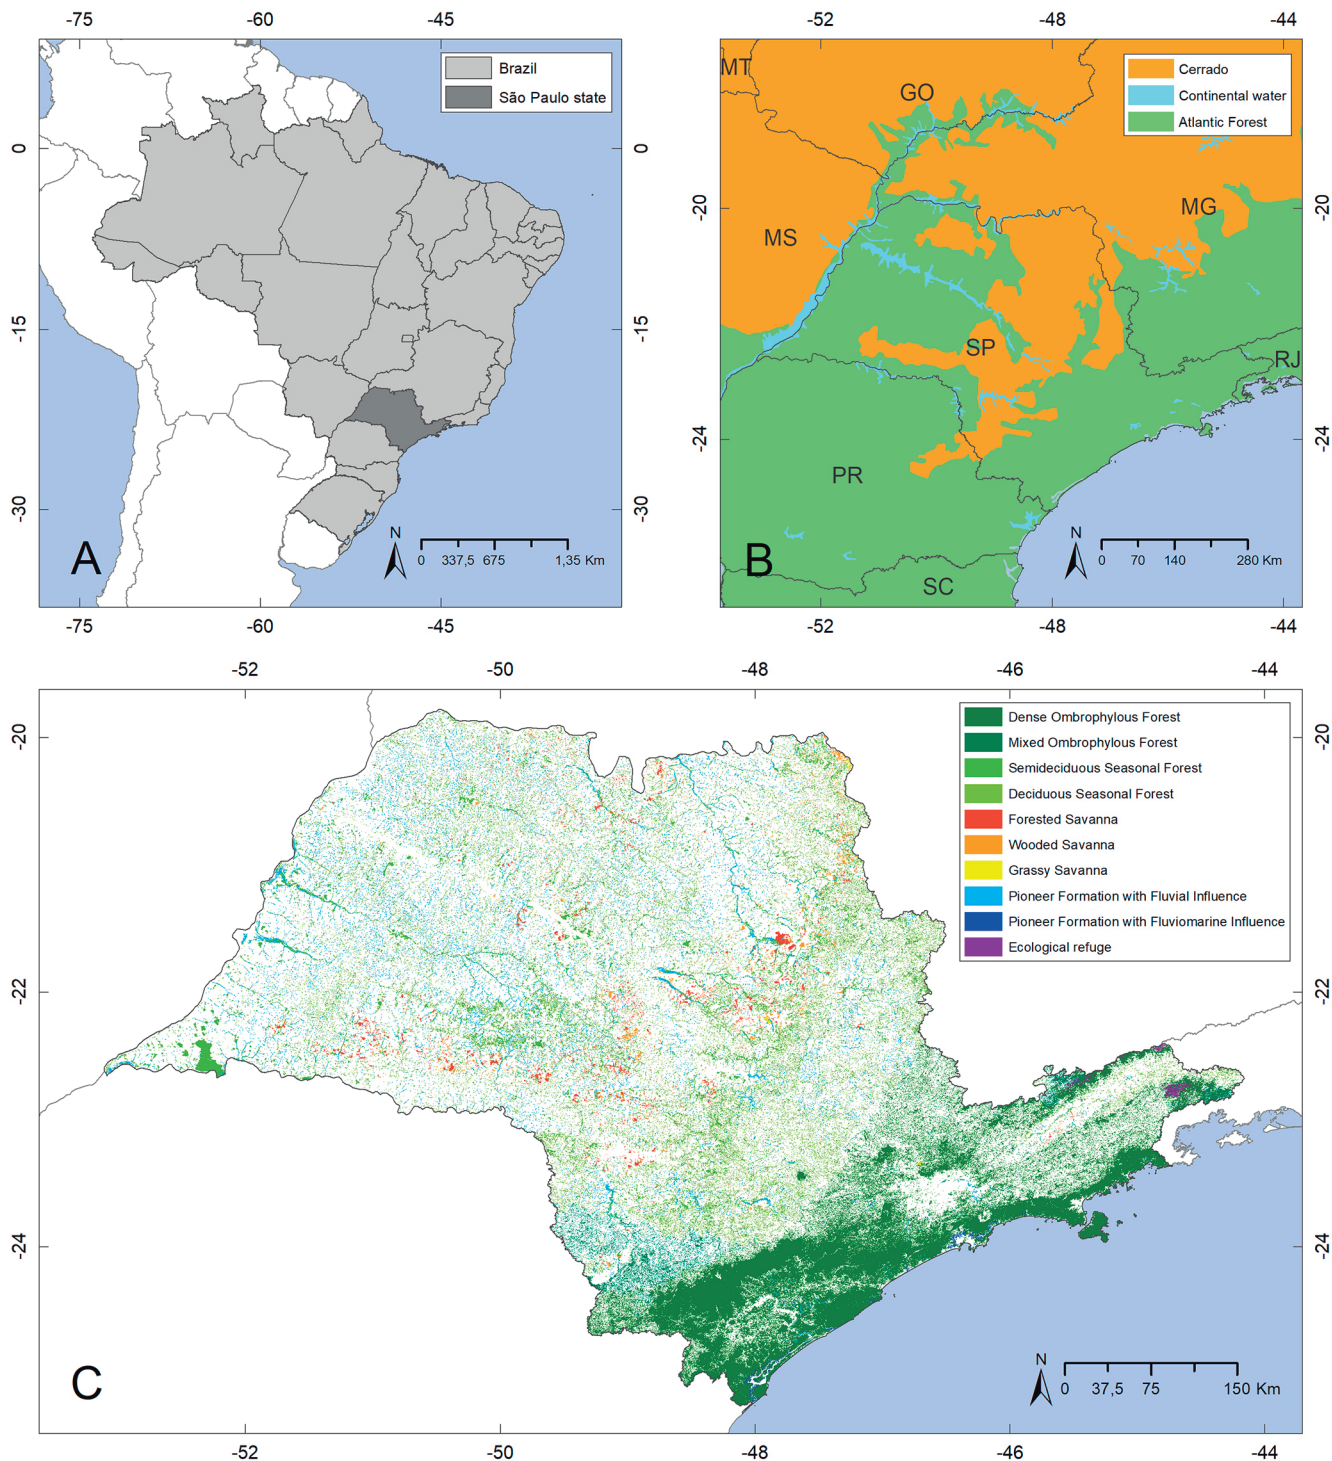 -75 -60 -45
Brazil
São Paulo state
0 0
-15 -15
-30 -30
A
N
0 337,5 675 1,35 Km
-75 -60 -45
-52 -48 -44
MT
GO
Cerrado
Continental water
Atlantic Forest
-20 -20
MS
MG
SP
RJ
-24 -24
PR
SC
B
N
0 70 140 280 Km
-52 -48 -44
-52 -50 -48 -46 -44
-20 -20
Dense Ombrophylous Forest
Mixed Ombrophylous Forest
Semideciduous Seasonal Forest
Deciduous Seasonal Forest
Forested Savanna
Wooded Savanna
Grassy Savanna
Pioneer Formation with Fluvial Influence
Pioneer Formation with Fluviomarine Influence
Ecological refuge
-22 -22
-24 -24
C
N
0 37,5 75 150 Km
-52 -50 -48 -46 -44